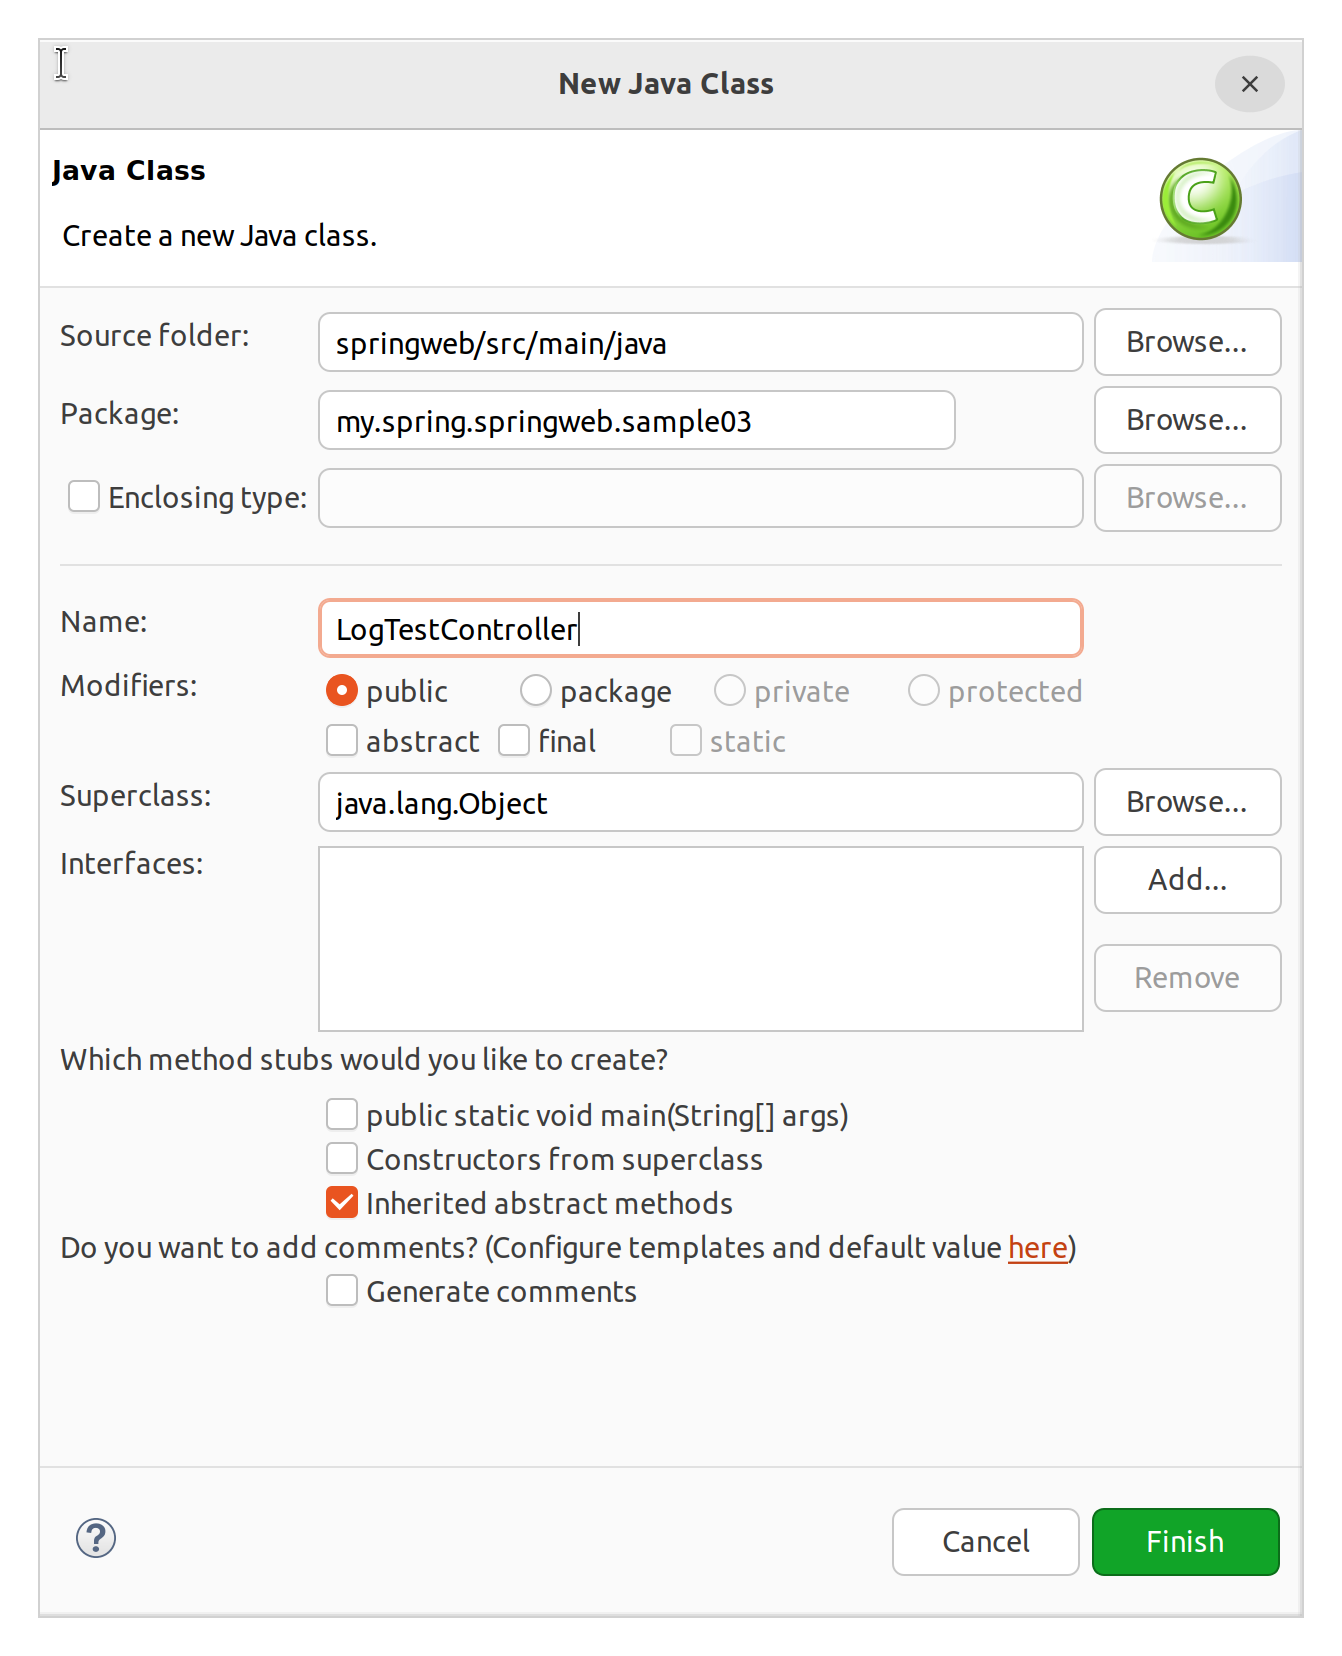 New Java Class
Java Class
Create a new Java class.
Source folder: springweb/src/main/java Browse...
Package: my.spring.springweb.sample03 Browse...
Enclosing type: Browse...
Name: LogTestController
Modifiers: public package private protected
abstract final static
Superclass: java.lang.Object Browse...
Interfaces: Add...
Remove
Which method stubs would you like to create?
public static void main(String[] args)
Constructors from superclass
Inherited abstract methods
Do you want to add comments? (Configure templates and default value here)
Generate comments
? Cancel Finish